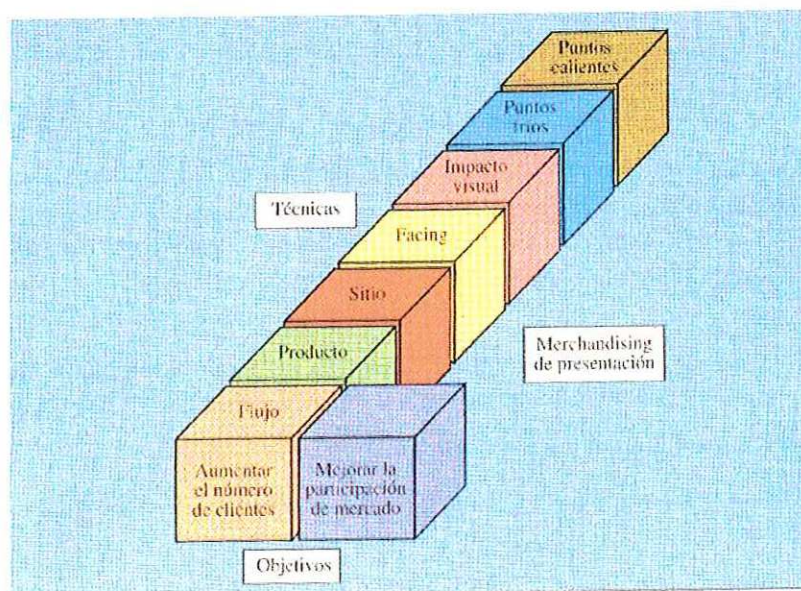 Puntos
calientes
Puntos
fríos
Impacto
visual
Técnicas
Facing
Sitio
Merchandising
de presentación
Producto
Flujo
Aumentar
el número
de clientes
Mejorar la
participación
de mercado
Objetivos